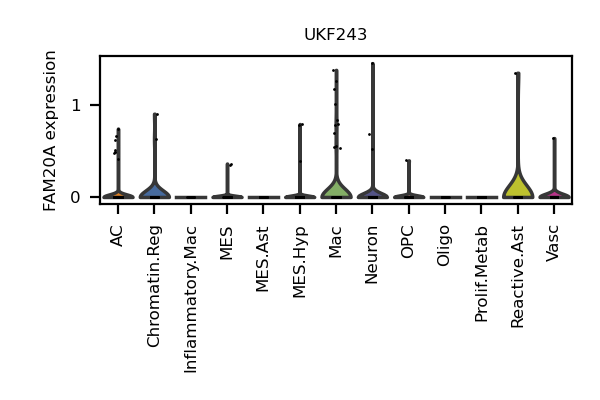 UKF243
FAM20A expression
1
0
AC
Chromatin.Reg
Inflammatory.Mac
MES
MES.Ast
MES.Hyp
Mac
Neuron
OPC
Oligo
Prolif.Metab
Reactive.Ast
Vasc